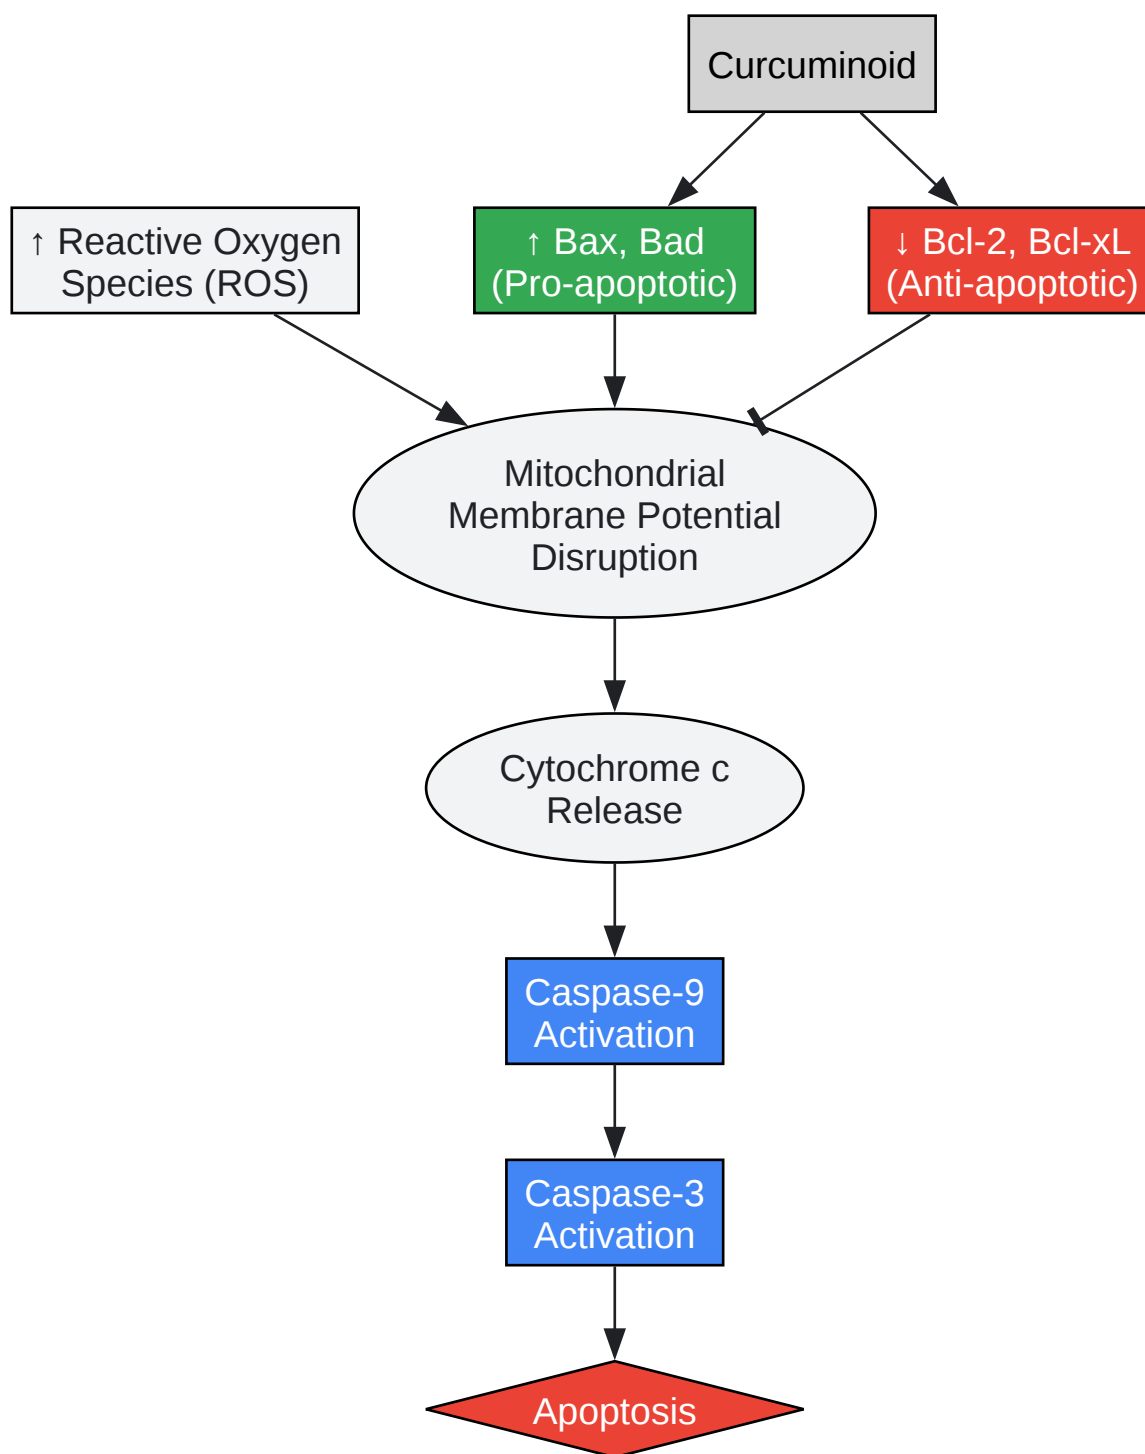 Curcuminoid
↑ Reactive Oxygen
Species (ROS)
↑ Bax, Bad
(Pro-apoptotic)
↓ Bcl-2, Bcl-xL
(Anti-apoptotic)
Mitochondrial
Membrane Potential
Disruption
Cytochrome c
Release
Caspase-9
Activation
Caspase-3
Activation
Apoptosis